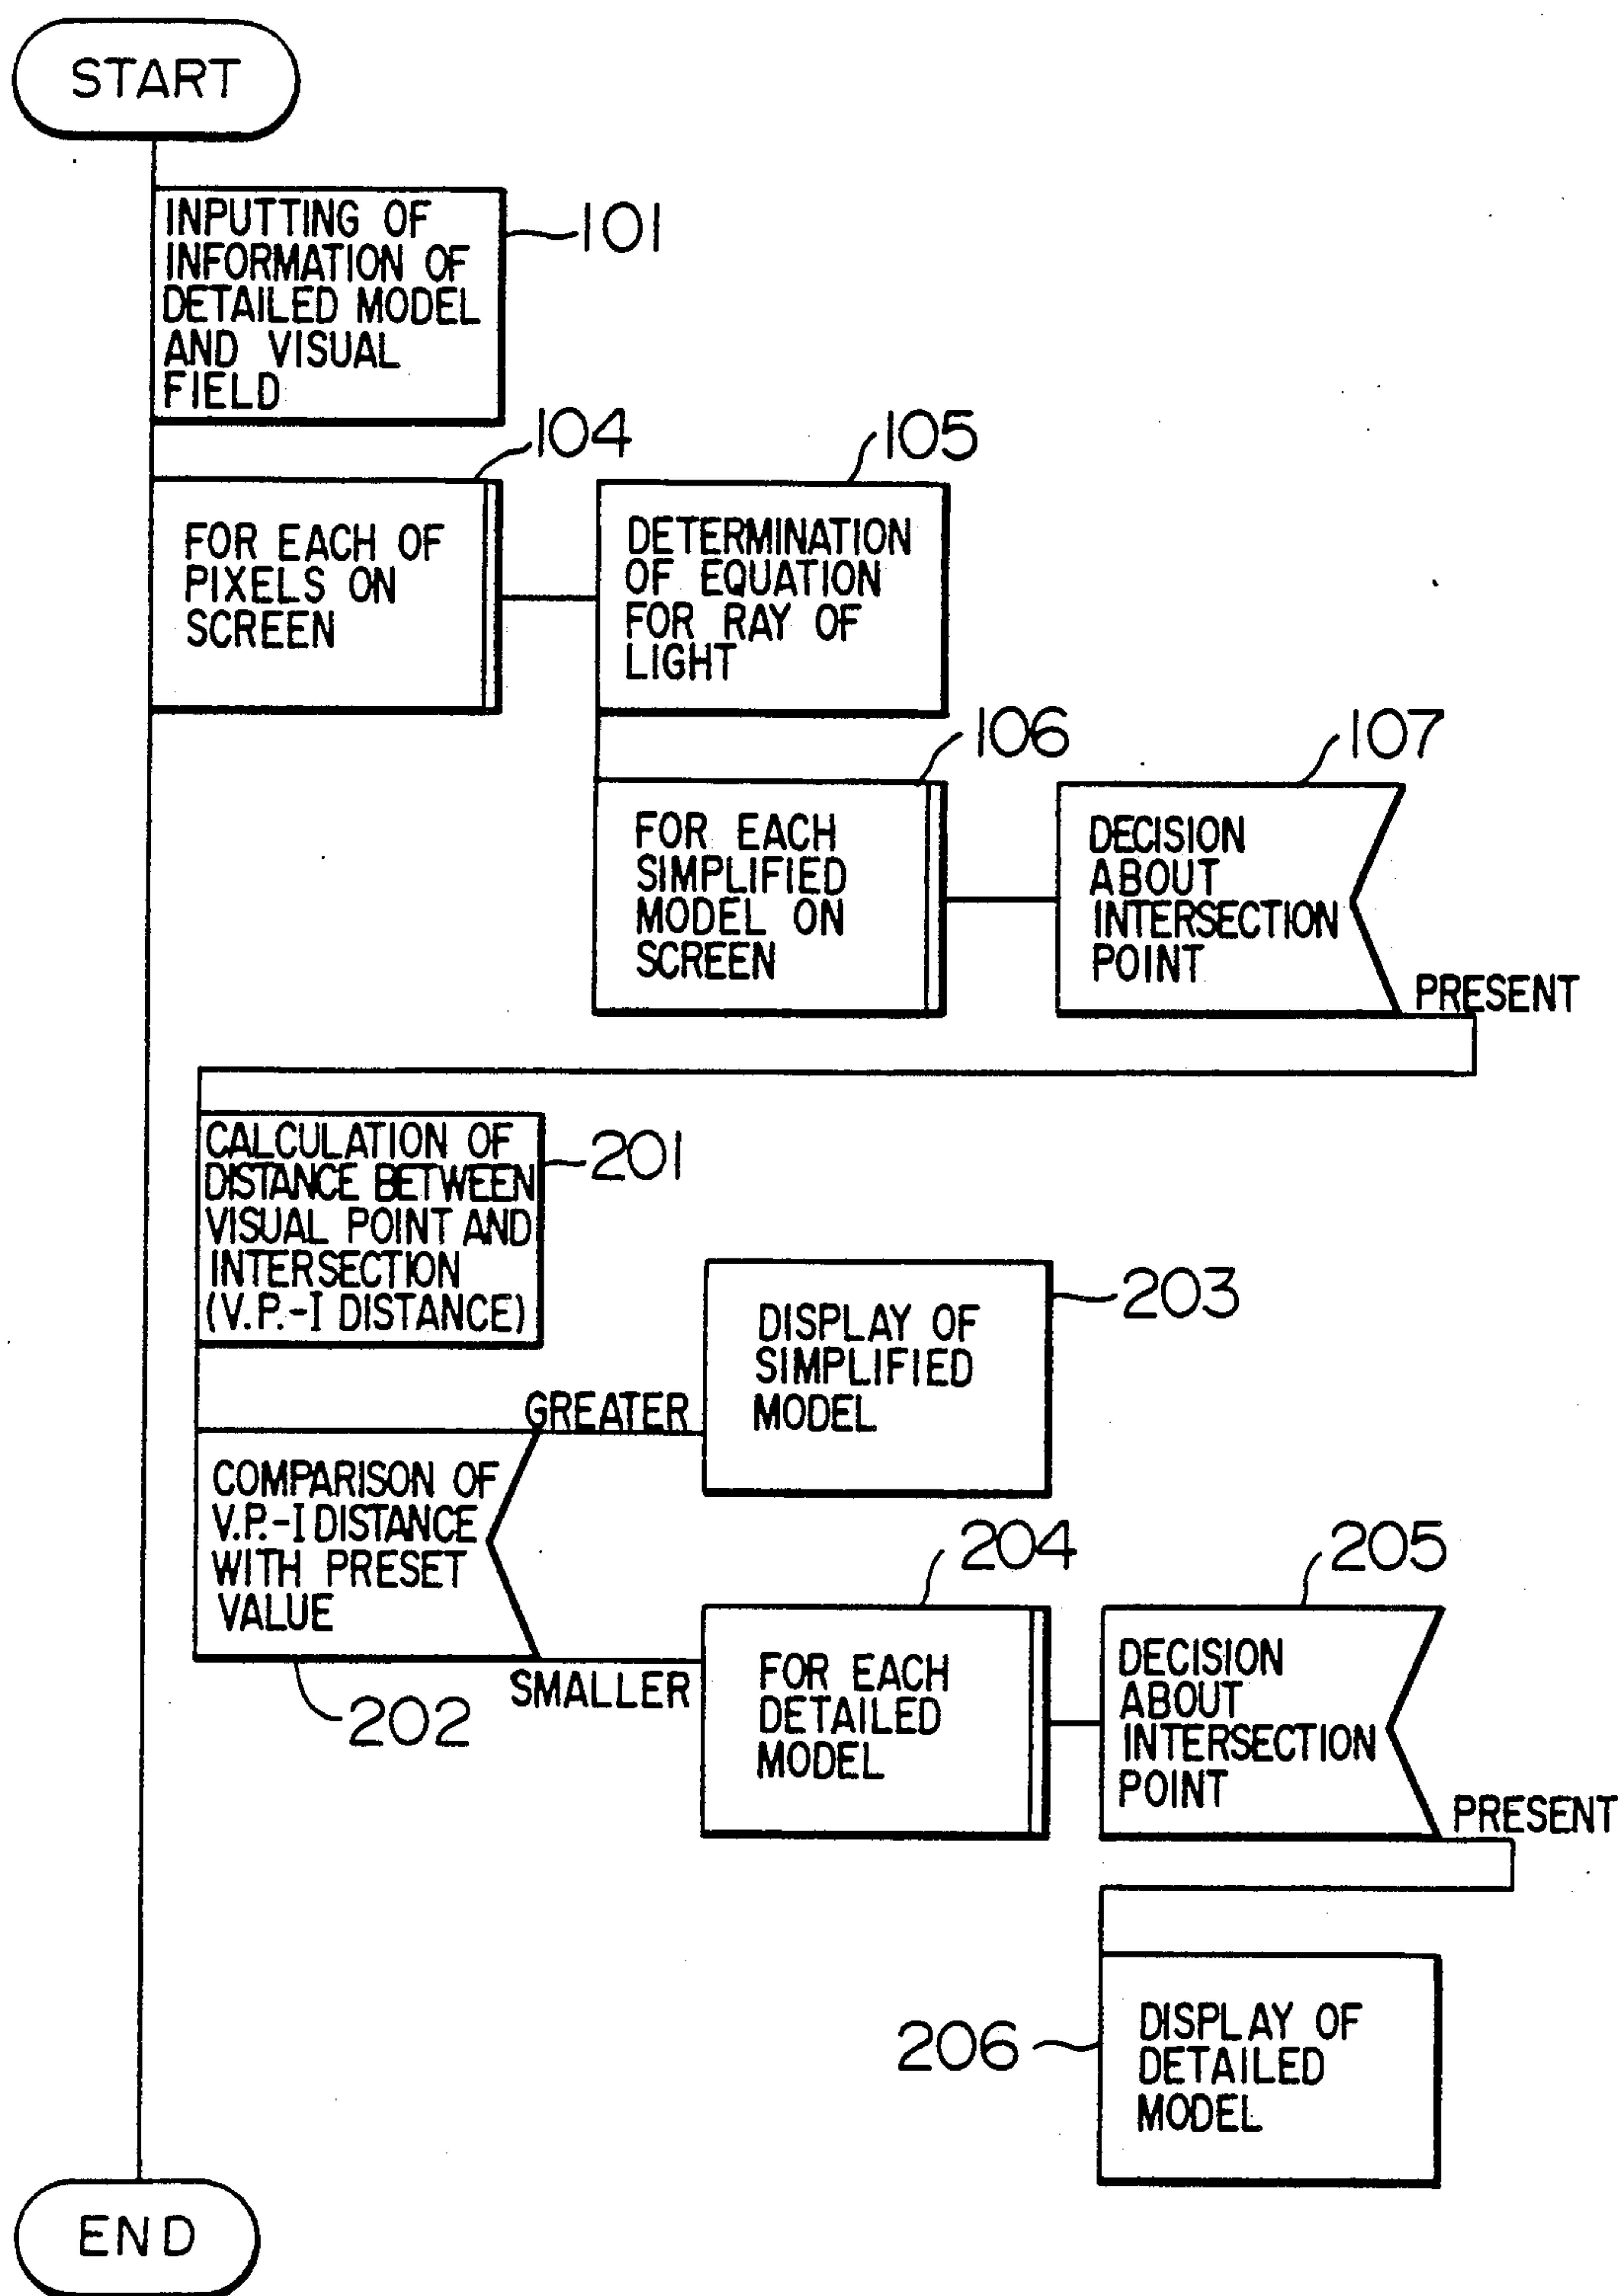 START
INPUTTING OF
INFORMATION OF
DETAILED MODEL
AND VISUAL
FIELD
101
104
FOR EACH OF
PIXELS ON
SCREEN
105
DETERMINATION
OF EQUATION
FOR RAY OF
LIGHT
106
FOR EACH
SIMPLIFIED
MODEL ON
SCREEN
107
DECISION
ABOUT
INTERSECTION
POINT
PRESENT
CALCULATION OF
DISTANCE BETWEEN
VISUAL POINT AND
INTERSECTION
(V.P.-I DISTANCE)
201
203
DISPLAY OF
SIMPLIFIED
MODEL
GREATER
COMPARISON OF
V.P.-I DISTANCE
WITH PRESET
VALUE
202
SMALLER
204
FOR EACH
DETAILED
MODEL
205
DECISION
ABOUT
INTERSECTION
POINT
PRESENT
206
DISPLAY OF
DETAILED
MODEL
END